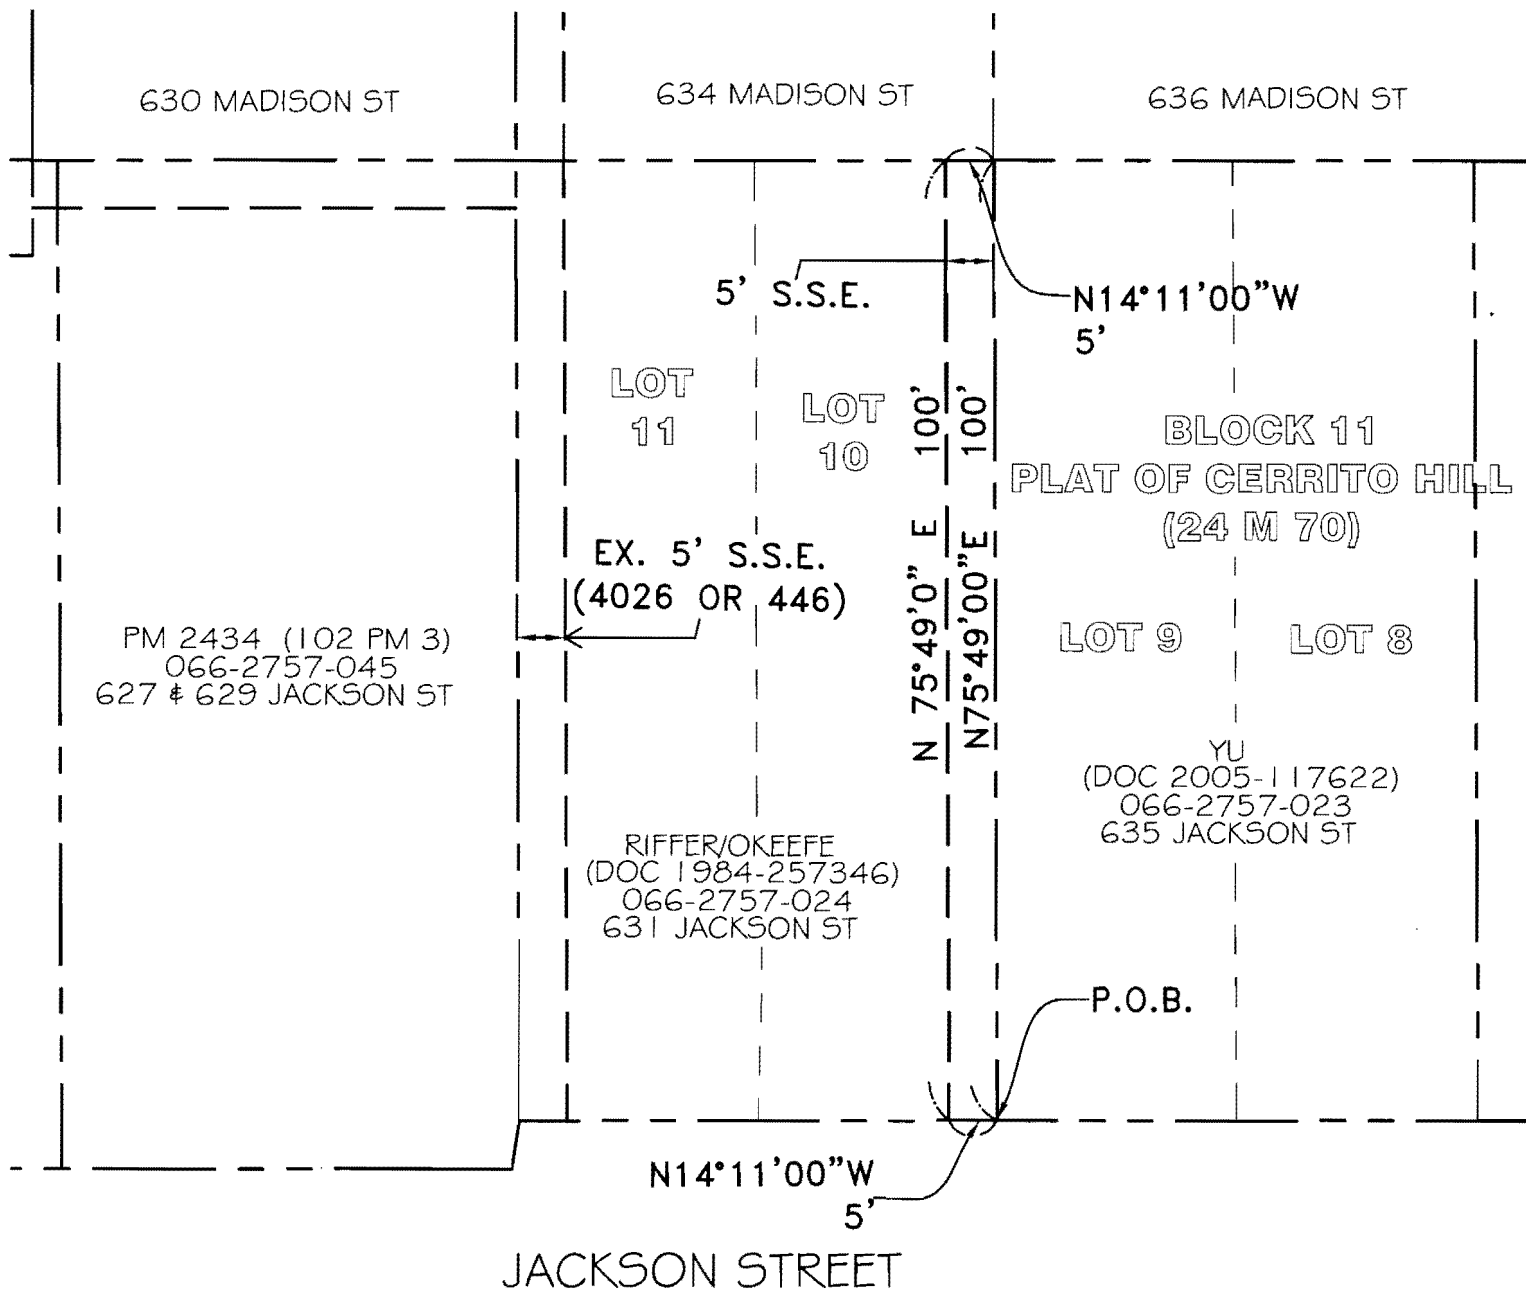 630 MADISON ST
634 MADISON ST
636 MADISON ST
5' S.S.E.
N14°11'00"W
5'
LOT
11
LOT
10
N 75°49'0" E 100'
N75°49'00"E 100'
BLOCK 11
PLAT OF CERRITO HILL
(24 M 70)
EX. 5' S.S.E.
(4026 OR 446)
PM 2434 (102 PM 3)
066-2757-045
627 & 629 JACKSON ST
LOT 9
LOT 8
YU
(DOC 2005-117622)
066-2757-023
635 JACKSON ST
RIFFER/OKEEFE
(DOC 1984-257346)
066-2757-024
631 JACKSON ST
P.O.B.
N14°11'00"W
5'
JACKSON STREET